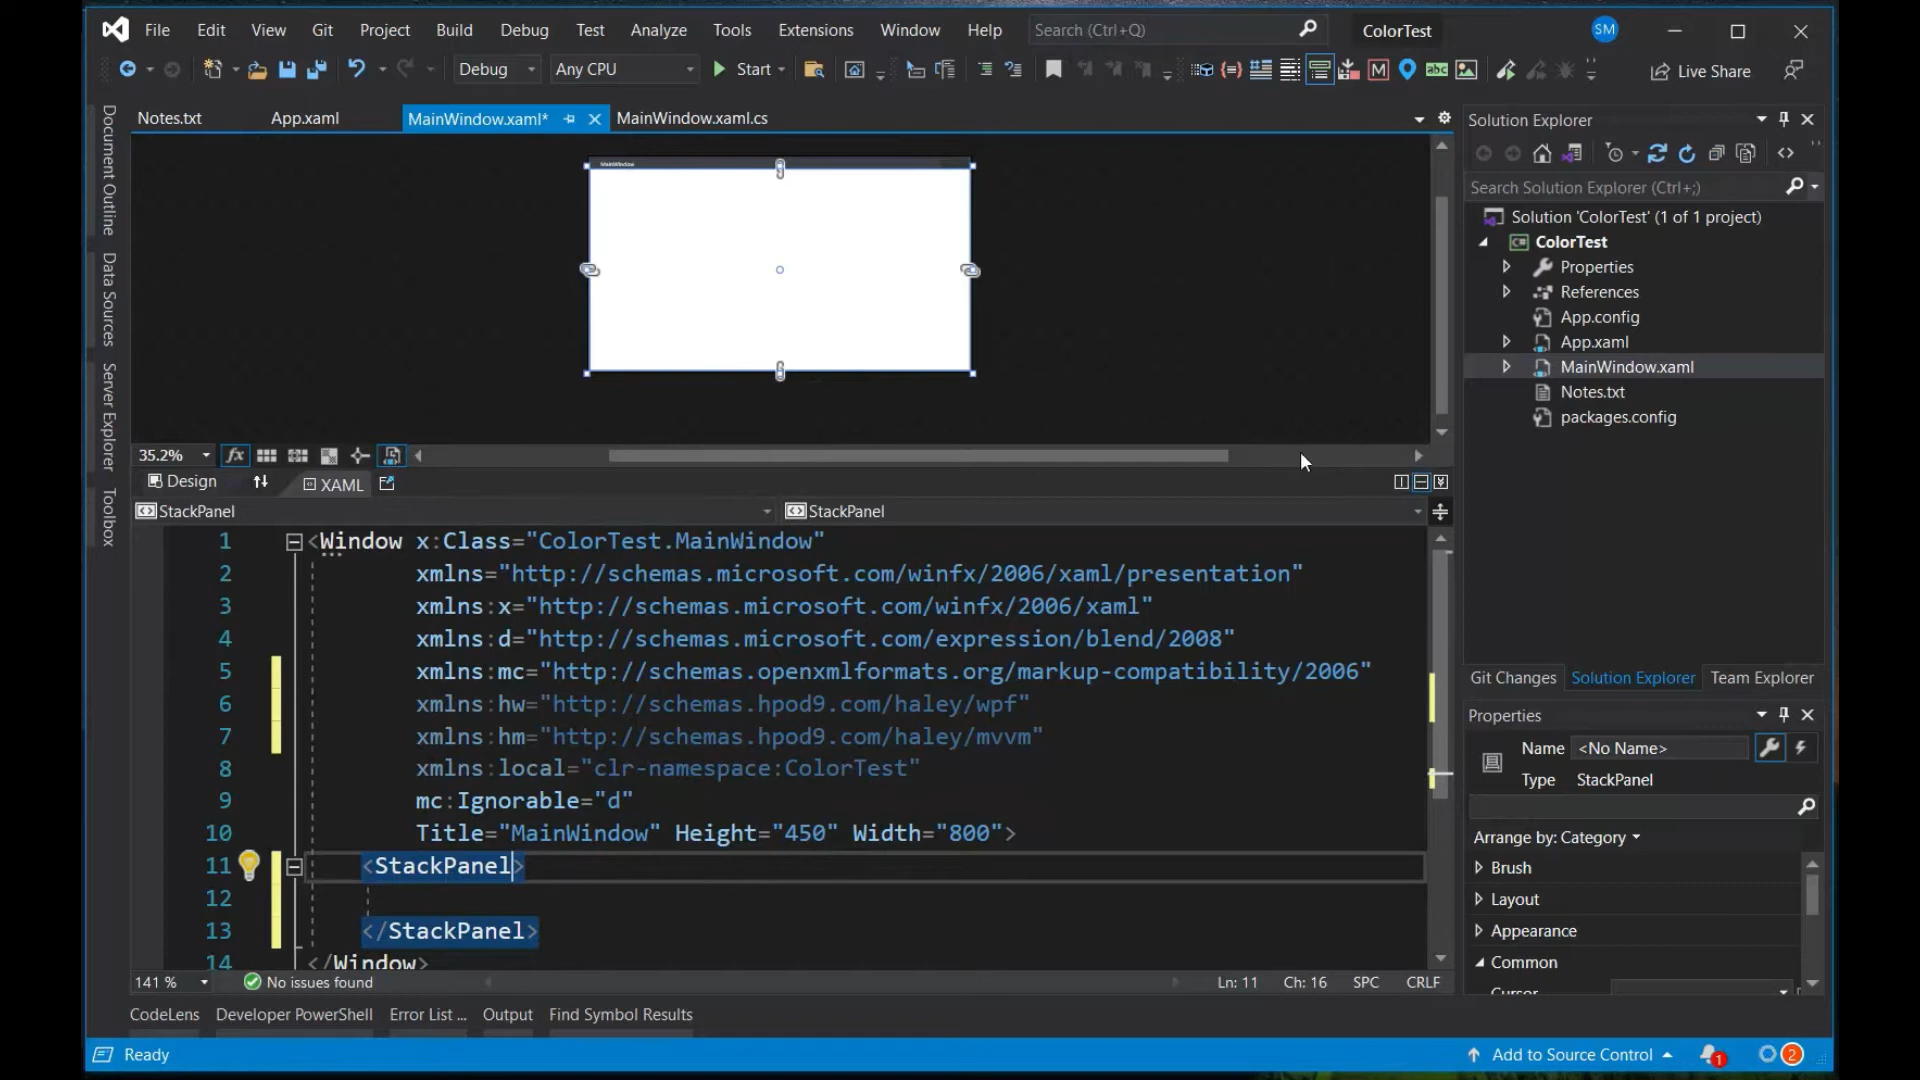 File Edit View Git Project Build Debug Test Analyze Tools Extensions Window Help Search (Ctrl+Q) ColorTest SM
Debug Any CPU Start Live Share
Notes.txt App.xaml MainWindow.xaml* MainWindow.xaml.cs
Document Outline
Data Sources
Server Explorer
Toolbox
MainWindow
35.2%
Design XAML
StackPanel StackPanel
1 <Window x:Class="ColorTest.MainWindow"
2 xmlns="http://schemas.microsoft.com/winfx/2006/xaml/presentation"
3 xmlns:x="http://schemas.microsoft.com/winfx/2006/xaml"
4 xmlns:d="http://schemas.microsoft.com/expression/blend/2008"
5 xmlns:mc="http://schemas.openxmlformats.org/markup-compatibility/2006"
6 xmlns:hw="http://schemas.hpod9.com/haley/wpf"
7 xmlns:hm="http://schemas.hpod9.com/haley/mvvm"
8 xmlns:local="clr-namespace:ColorTest"
9 mc:Ignorable="d"
10 Title="MainWindow" Height="450" Width="800">
11 <StackPanel>
12
13 </StackPanel>
14 </Window>
141 % No issues found Ln: 11 Ch: 16 SPC CRLF
CodeLens Developer PowerShell Error List ... Output Find Symbol Results
Solution Explorer
Search Solution Explorer (Ctrl+;)
Solution 'ColorTest' (1 of 1 project)
ColorTest
Properties
References
App.config
App.xaml
MainWindow.xaml
Notes.txt
packages.config
Git Changes Solution Explorer Team Explorer
Properties
Name <No Name>
Type StackPanel
Arrange by: Category
Brush
Layout
Appearance
Common
Cursor
Ready Add to Source Control 1 2